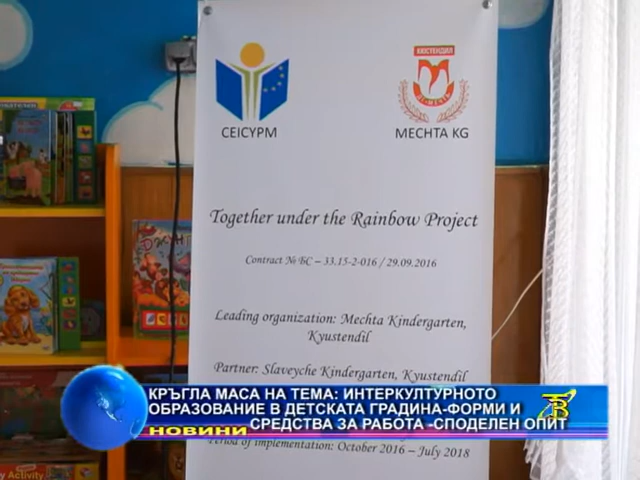 КЮСТЕНДИЛ
CEICYPM
MECHTA KG
Together under the Rainbow Project
Contract № БС – 33.15-2-016 / 29.09.2016
Leading organization: Mechta Kindergarten,
Kyustendil
Partner: Slaveyche Kindergarten, Kyustendil
КРЪГЛА МАСА НА ТЕМА: ИНТЕРКУЛТУРНОТО
ОБРАЗОВАНИЕ В ДЕТСКАТА ГРАДИНА-ФОРМИ И
СРЕДСТВА ЗА РАБОТА -СПОДЕЛЕН ОПИТ
НОВИНИ
Period of implementation: October 2016 – July 2018